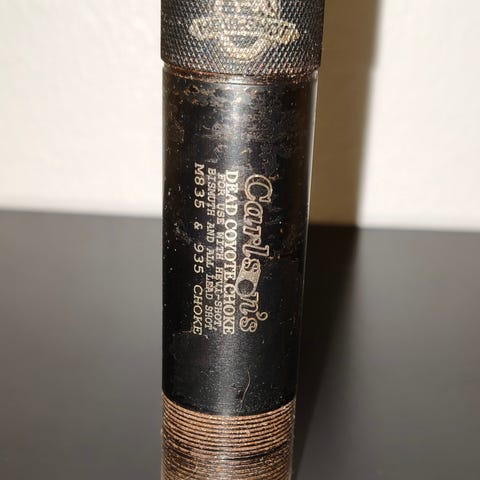 Carlson's
DEAD COYOTE CHOKE
FOR USE WITH HEVI-SHOT,
BISMUTH AND ALL LEAD SHOT
M835 & 935 CHOKE